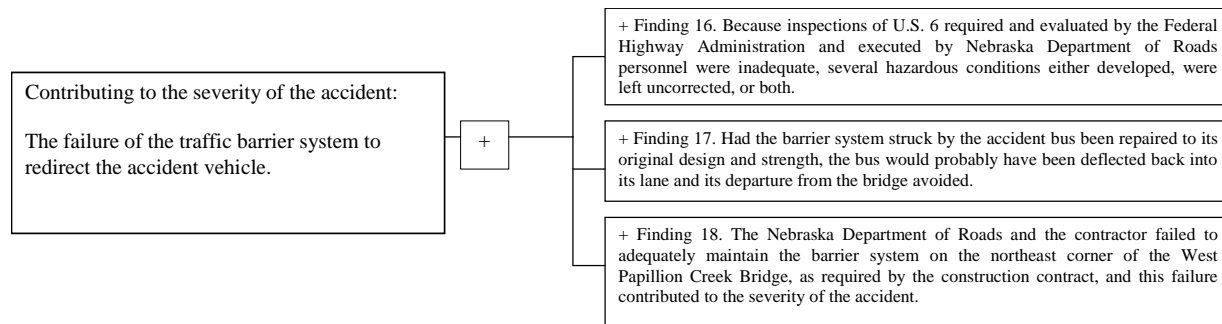 Contributing to the severity of the accident:
The failure of the traffic barrier system to
redirect the accident vehicle.
+
+ Finding 16. Because inspections of U.S. 6 required and evaluated by the Federal
Highway Administration and executed by Nebraska Department of Roads
personnel were inadequate, several hazardous conditions either developed, were
left uncorrected, or both.
+ Finding 17. Had the barrier system struck by the accident bus been repaired to its
original design and strength, the bus would probably have been deflected back into
its lane and its departure from the bridge avoided.
+ Finding 18. The Nebraska Department of Roads and the contractor failed to
adequately maintain the barrier system on the northeast corner of the West
Papillion Creek Bridge, as required by the construction contract, and this failure
contributed to the severity of the accident.